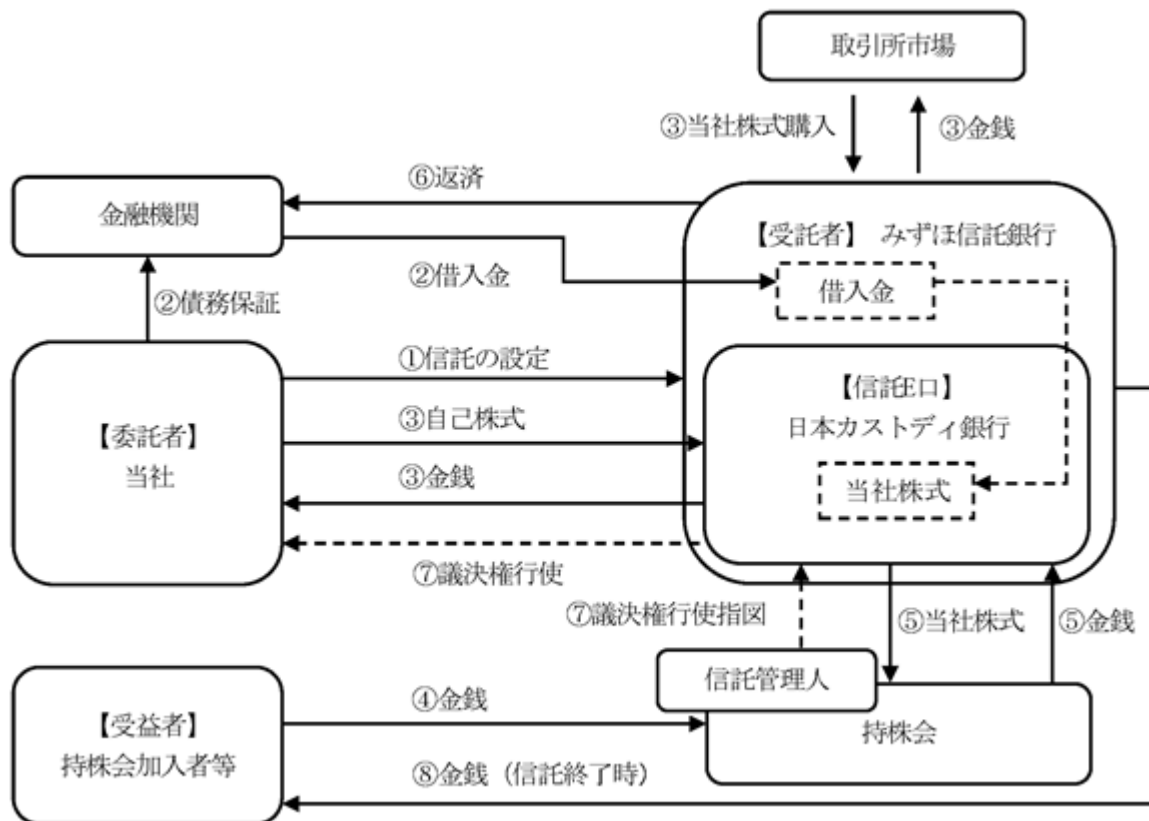 取引所市場
③当社株式購入
③金銭
⑥返済
金融機関
【受託者】 みずほ信託銀行
②借入金
借入金
②債務保証
①信託の設定
【信託E口】
日本カストディ銀行
③自己株式
【委託者】
当社
③金銭
当社株式
⑦議決権行使
⑦議決権行使指図
⑤当社株式
⑤金銭
信託管理人
④金銭
【受益者】
持株会加入者等
持株会
⑧金銭（信託終了時）